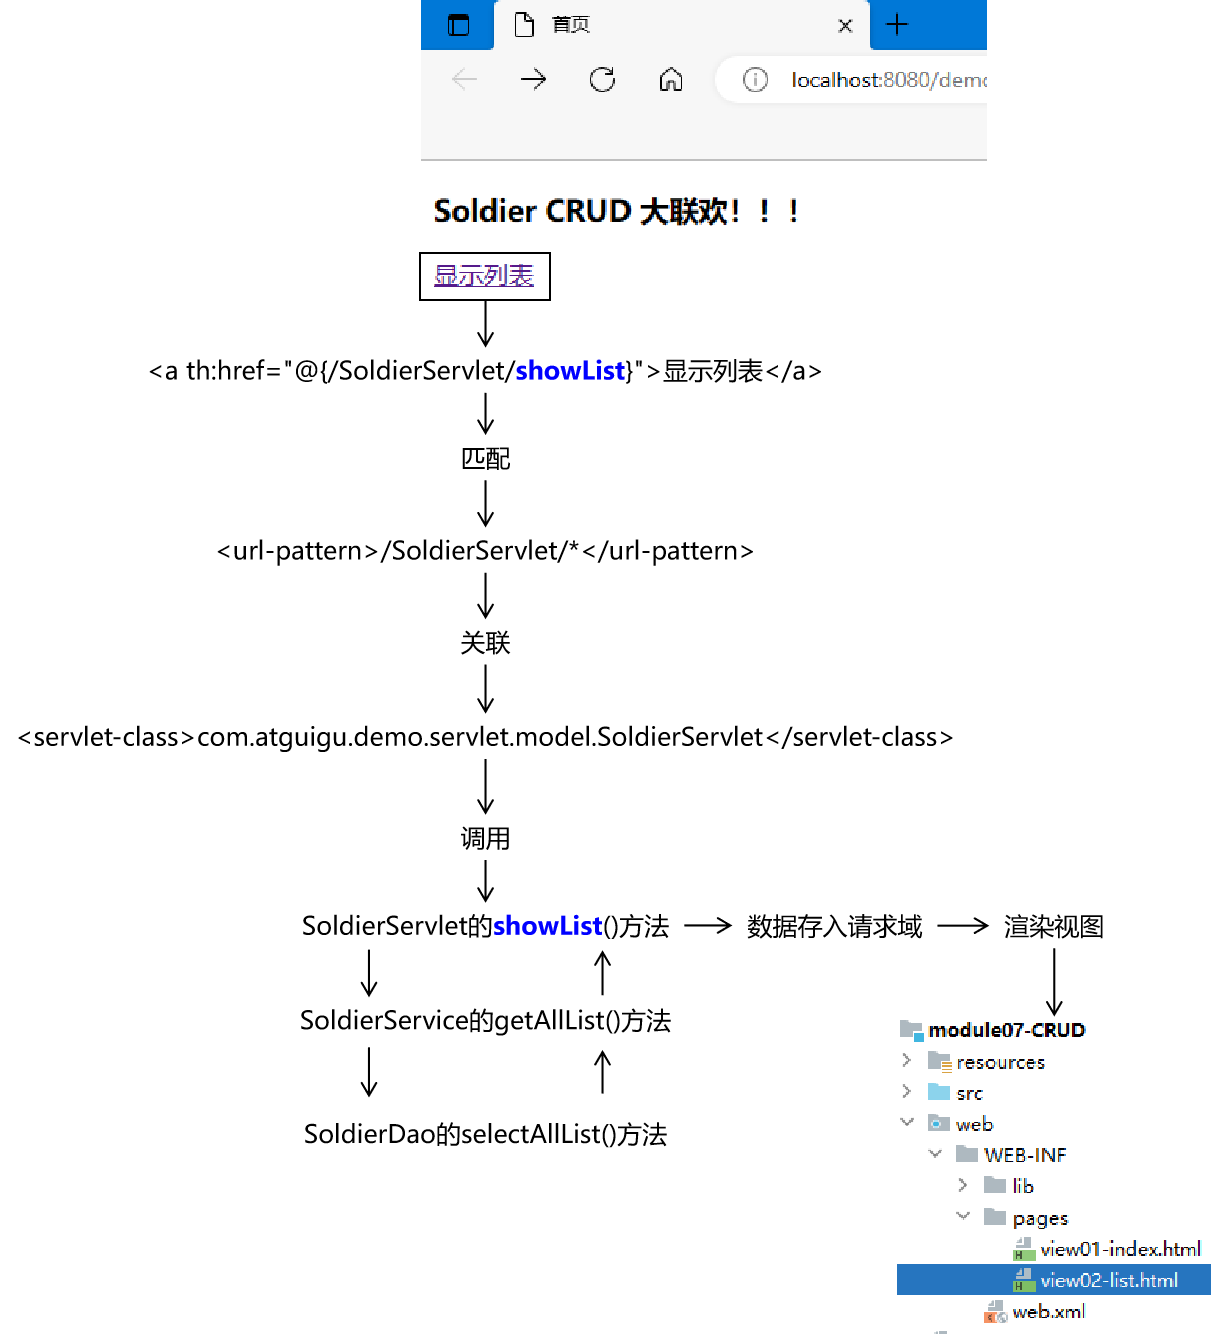 首页
localhost:8080/demo
Soldier CRUD 大联欢！！！
显示列表
<a th:href="@{/SoldierServlet/showList}">显示列表</a>
匹配
<url-pattern>/SoldierServlet/*</url-pattern>
关联
<servlet-class>com.atguigu.demo.servlet.model.SoldierServlet</servlet-class>
调用
SoldierServlet的showList()方法 数据存入请求域 渲染视图
SoldierService的getAllList()方法
SoldierDao的selectAllList()方法
module07-CRUD
resources
src
web
WEB-INF
lib
pages
view01-index.html
view02-list.html
web.xml